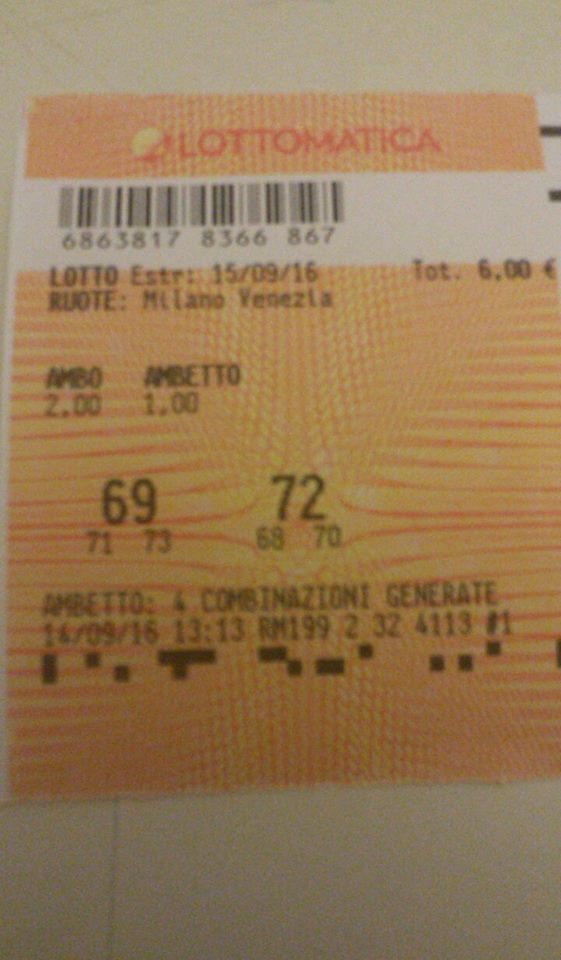 LOTTOMATICA
6863817 8366 867
LOTTO Estr: 15/09/16 Tot. 6,00 €
RUOTE: Milano Venezia
AMBO AMBETTO
2,00 1,00
69 72
71 73 68 70
AMBETTO: 4 COMBINAZIONI GENERATE
14/09/16 13:13 RM199 2 32 4113 #1